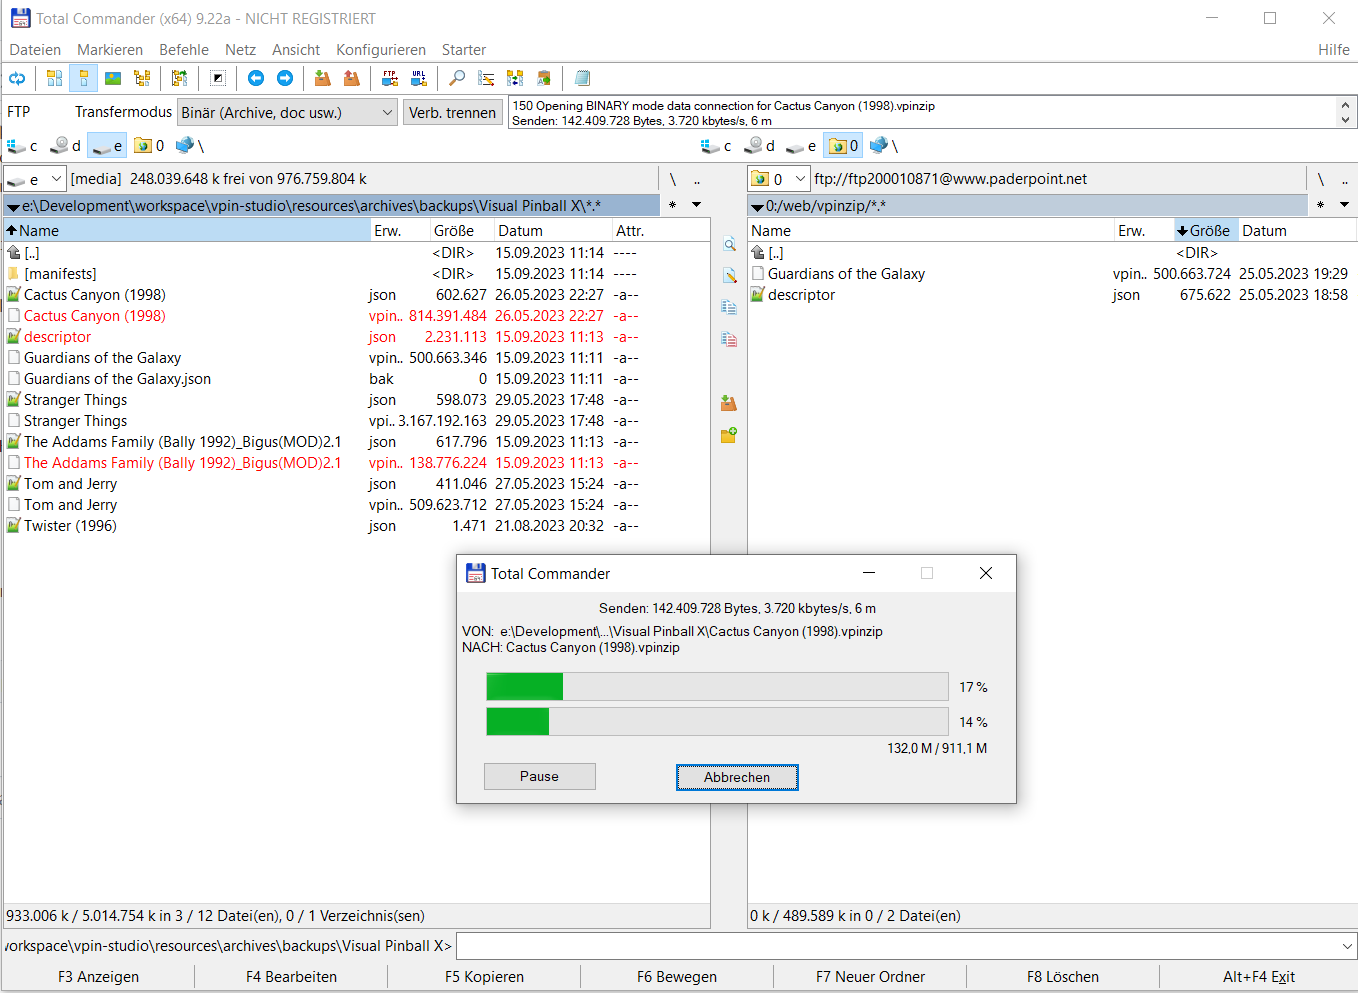 Total Commander (x64) 9.22a - NICHT REGISTRIERT
Dateien Markieren Befehle Netz Ansicht Konfigurieren Starter Hilfe
FTP URL
FTP Transfermodus Binär (Archive, doc usw.) Verb. trennen
150 Opening BINARY mode data connection for Cactus Canyon (1998).vpinzip
Senden: 142.409.728 Bytes, 3.720 kbytes/s, 6 m
c d e 0 \ c d e 0 \
e [media] 248.039.648 k frei von 976.759.804 k \ .. 0 ftp://ftp200010871@www.paderpoint.net \ ..
e:\Development\workspace\vpin-studio\resources\archives\backups\Visual Pinball X\*.* * 0:/web/vpinzip/*.* *
Name Erw. Größe Datum Attr. Name Erw. Größe Datum
[..] <DIR> 15.09.2023 11:14 ---- [..] <DIR>
[manifests] <DIR> 15.09.2023 11:14 ---- Guardians of the Galaxy vpin.. 500.663.724 25.05.2023 19:29
Cactus Canyon (1998) json 602.627 26.05.2023 22:27 -a-- descriptor json 675.622 25.05.2023 18:58
Cactus Canyon (1998) vpin.. 814.391.484 26.05.2023 22:27 -a--
descriptor json 2.231.113 15.09.2023 11:13 -a--
Guardians of the Galaxy vpin.. 500.663.346 15.09.2023 11:11 -a--
Guardians of the Galaxy.json bak 0 15.09.2023 11:11 -a--
Stranger Things json 598.073 29.05.2023 17:48 -a--
Stranger Things vpi.. 3.167.192.163 29.05.2023 17:48 -a--
The Addams Family (Bally 1992)_Bigus(MOD)2.1 json 617.796 15.09.2023 11:13 -a--
The Addams Family (Bally 1992)_Bigus(MOD)2.1 vpin.. 138.776.224 15.09.2023 11:13 -a--
Tom and Jerry json 411.046 27.05.2023 15:24 -a--
Tom and Jerry vpin.. 509.623.712 27.05.2023 15:24 -a--
Twister (1996) json 1.471 21.08.2023 20:32 -a--
Total Commander
Senden: 142.409.728 Bytes, 3.720 kbytes/s, 6 m
VON: e:\Development\...\Visual Pinball X\Cactus Canyon (1998).vpinzip
NACH: Cactus Canyon (1998).vpinzip
17 %
14 %
132,0 M / 911,1 M
Pause Abbrechen
933.006 k / 5.014.754 k in 3 / 12 Datei(en), 0 / 1 Verzeichnis(sen) 0 k / 489.589 k in 0 / 2 Datei(en)
workspace\vpin-studio\resources\archives\backups\Visual Pinball X>
F3 Anzeigen F4 Bearbeiten F5 Kopieren F6 Bewegen F7 Neuer Ordner F8 Löschen Alt+F4 Exit